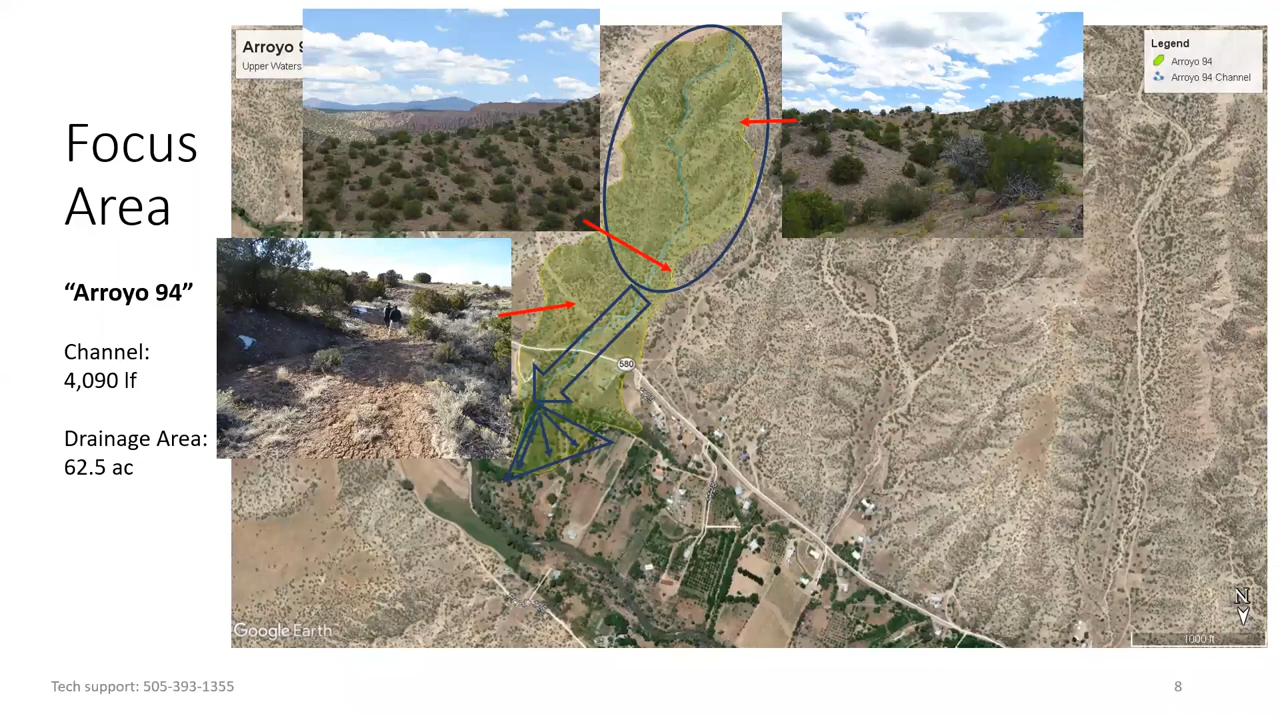 Focus
Area
“Arroyo 94”
Channel:
4,090 lf
Drainage Area:
62.5 ac
Arroyo 9
Upper Waters
Legend
Arroyo 94
Arroyo 94 Channel
580
Google Earth
N
1000 ft
Tech support: 505-393-1355
8